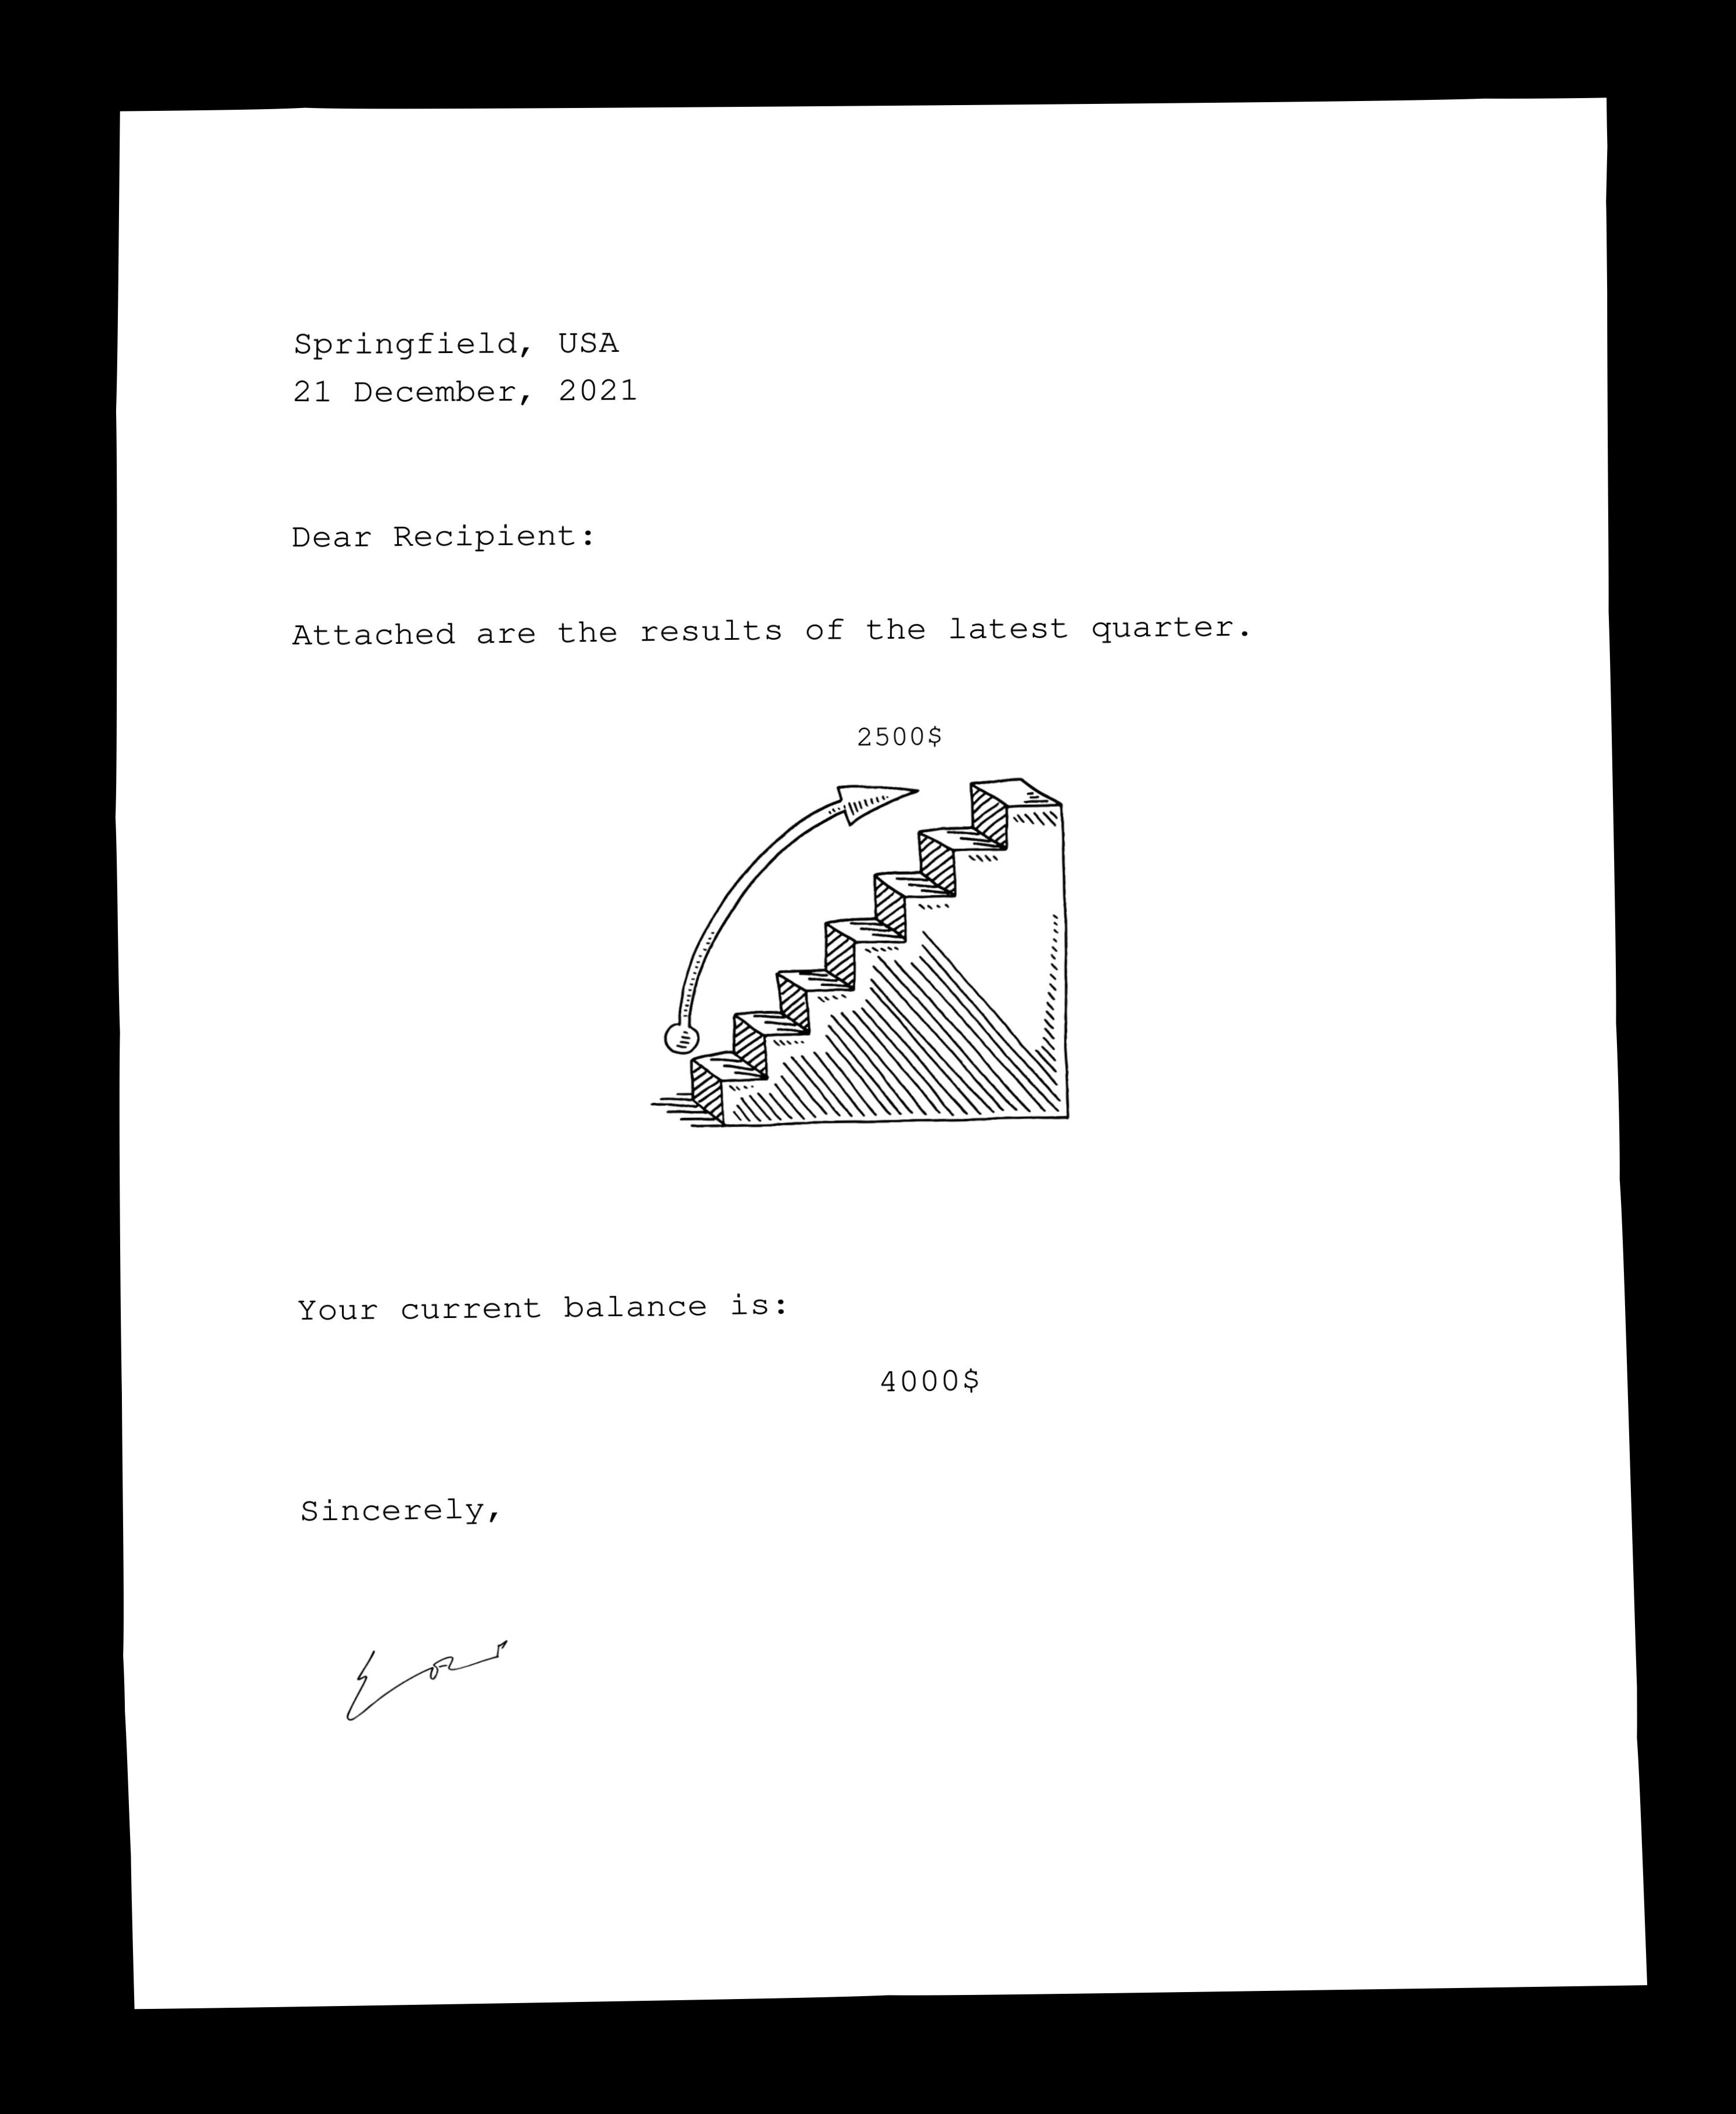 Springfield, USA
21 December, 2021
Dear Recipient:
Attached are the results of the latest quarter.
2500$
Your current balance is:
4000$
Sincerely,